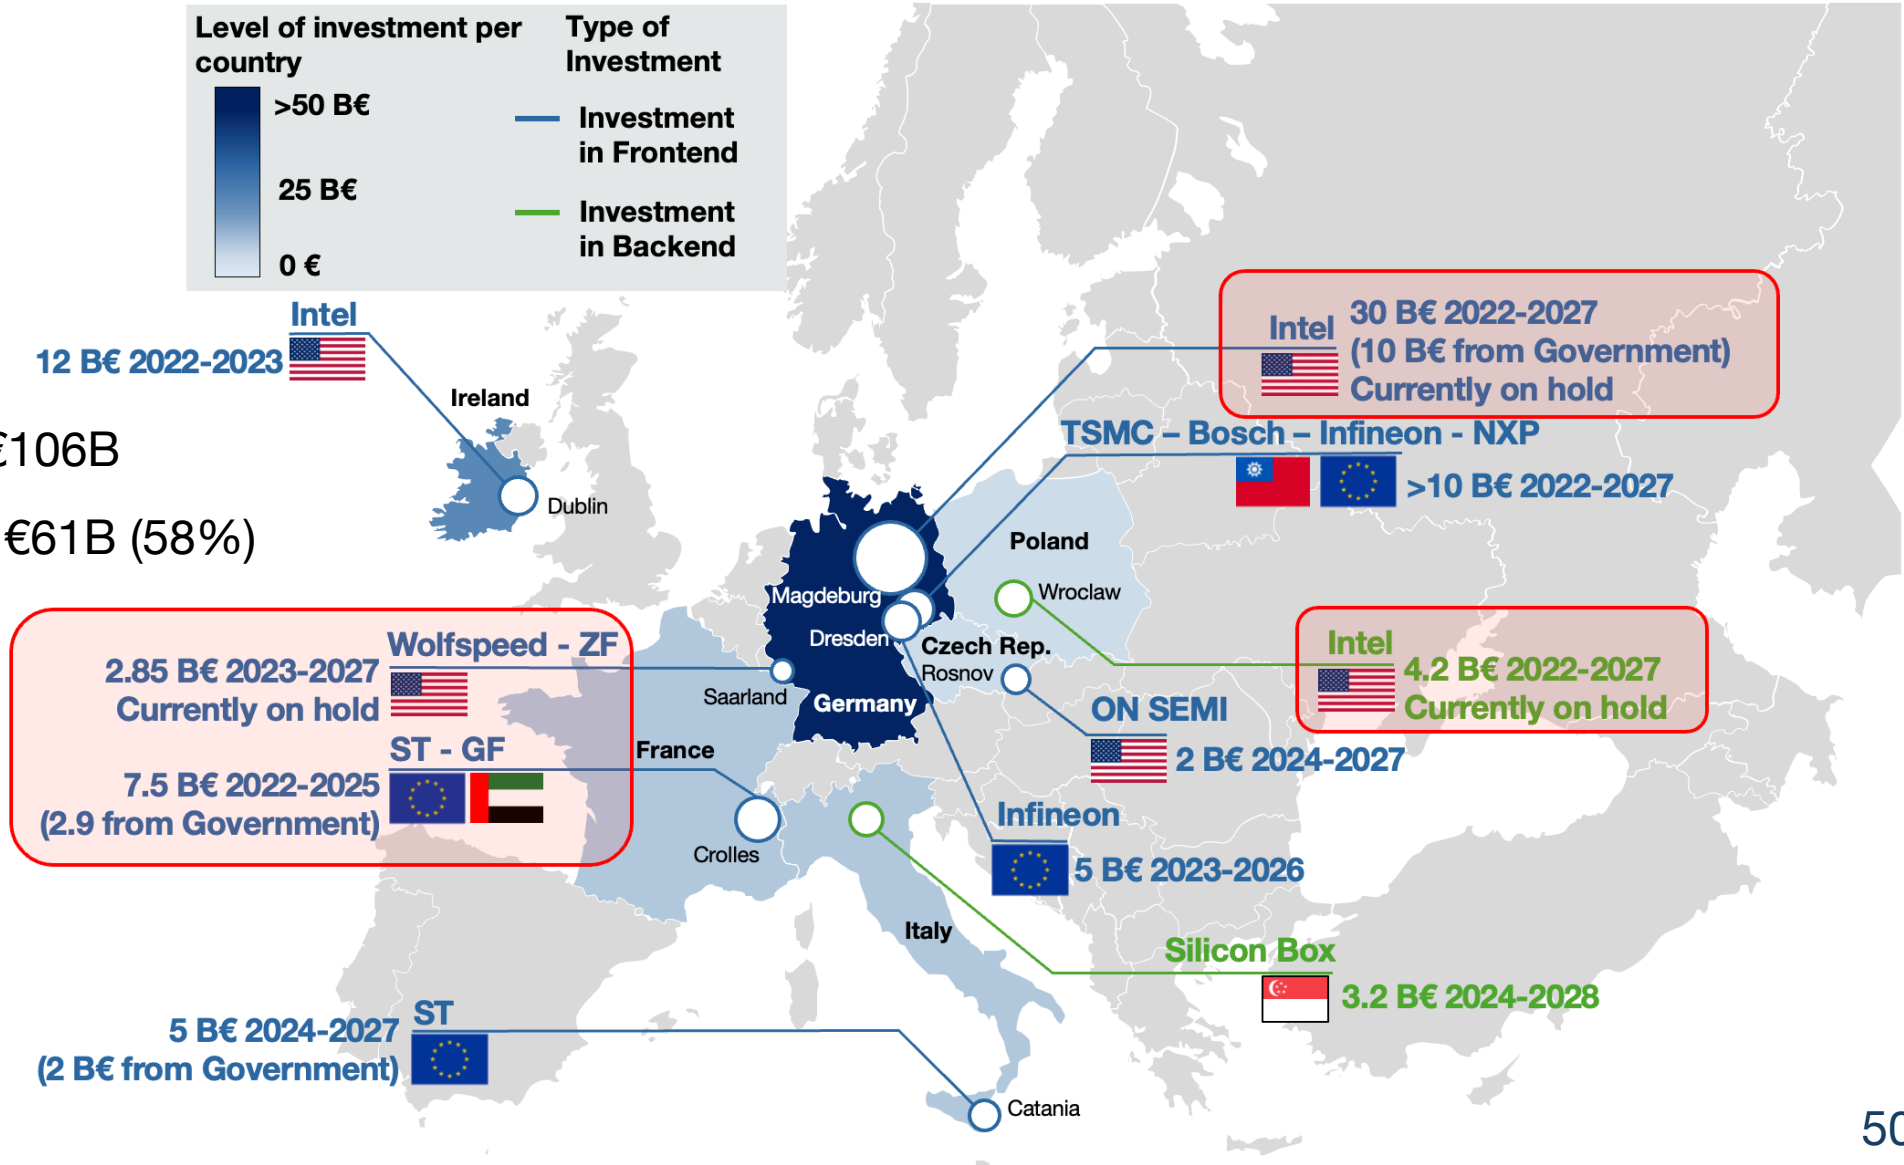 Level of investment per
country
>50 B€
25 B€
0 €
Type of
Investment
Investment
in Frontend
Investment
in Backend
Intel
12 B€ 2022-2023
Ireland
Dublin
€106B
€61B (58%)
Intel
30 B€ 2022-2027
(10 B€ from Government)
Currently on hold
TSMC – Bosch – Infineon - NXP
>10 B€ 2022-2027
Poland
Wroclaw
Magdeburg
Dresden
Czech Rep.
Rosnov
Saarland
Germany
Wolfspeed - ZF
2.85 B€ 2023-2027
Currently on hold
ST - GF
7.5 B€ 2022-2025
(2.9 from Government)
France
Crolles
Intel
4.2 B€ 2022-2027
Currently on hold
ON SEMI
2 B€ 2024-2027
Infineon
5 B€ 2023-2026
Italy
Silicon Box
3.2 B€ 2024-2028
ST
5 B€ 2024-2027
(2 B€ from Government)
Catania
50